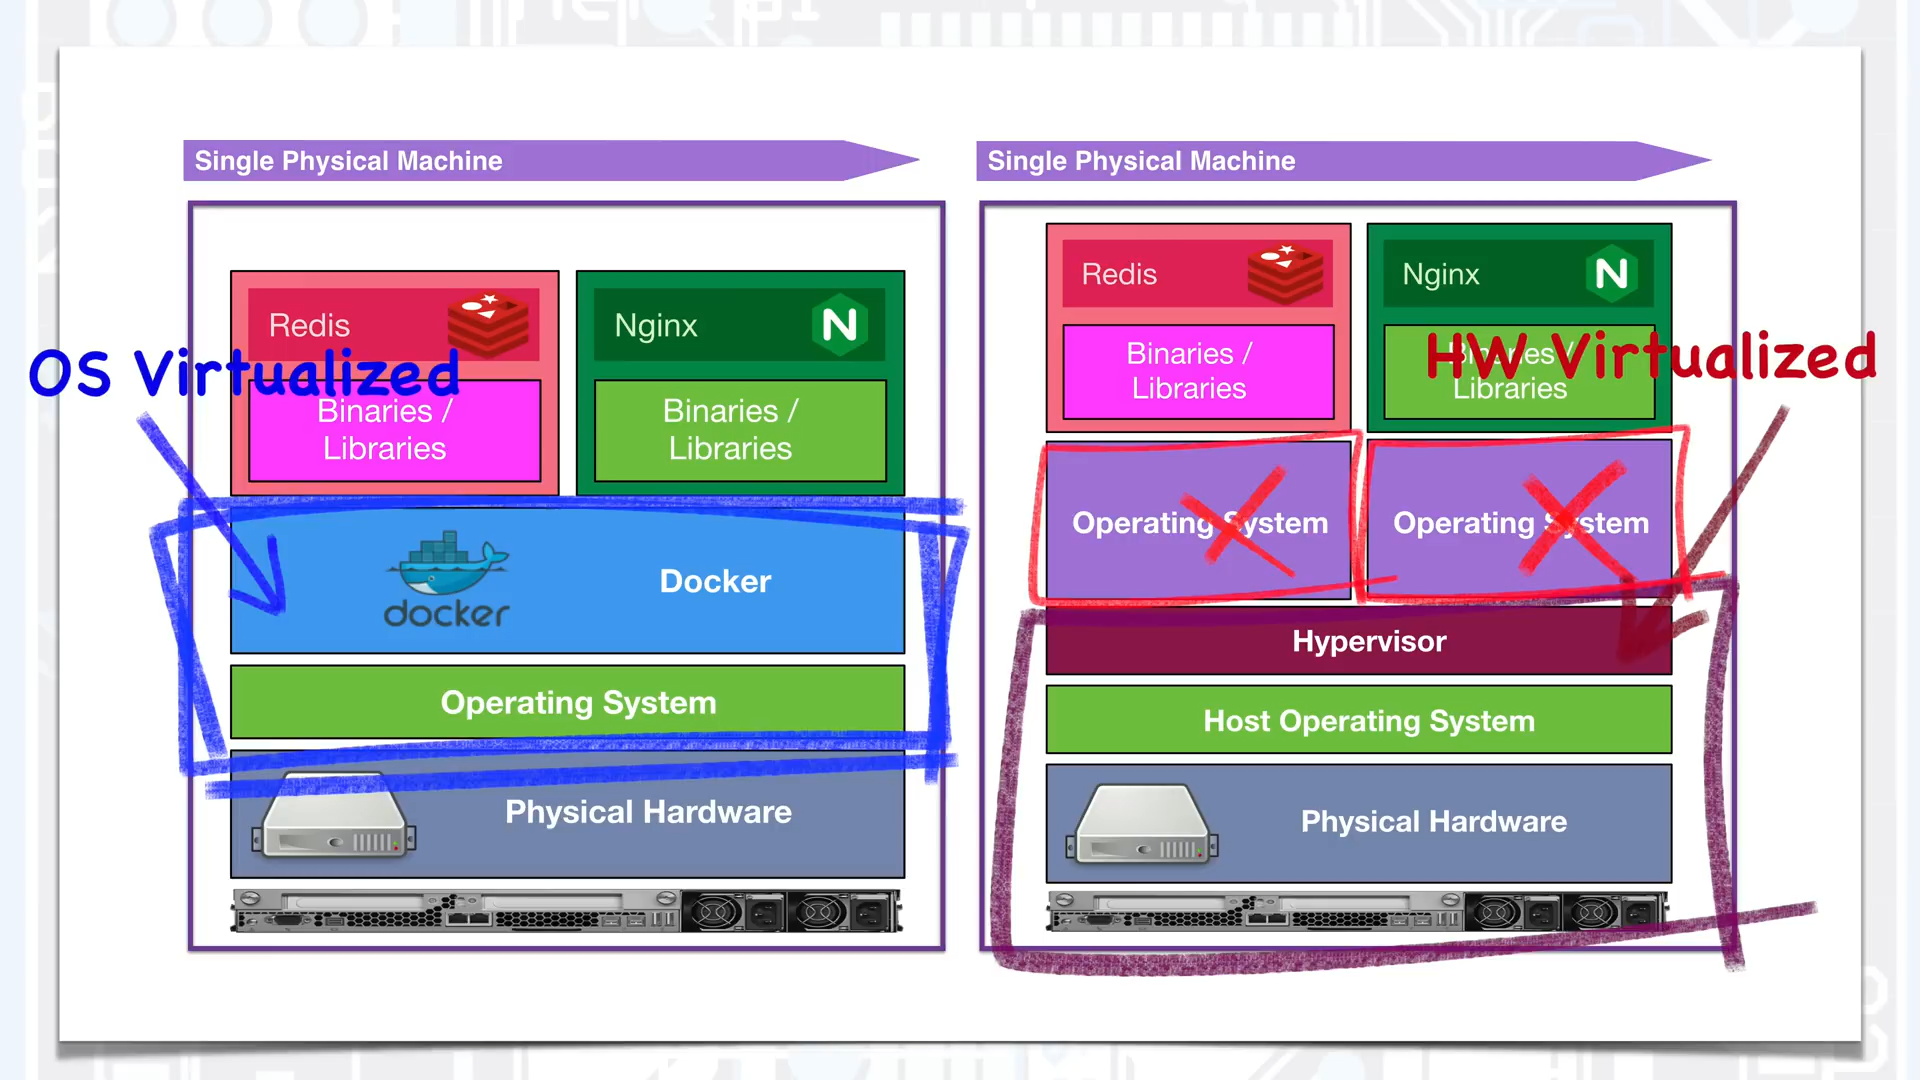 Single Physical Machine
Redis
Nginx
OS Virtualized
Binaries /
Libraries
Binaries /
Libraries
docker
Docker
Operating System
Physical Hardware
Single Physical Machine
Redis
Nginx
HW Virtualized
Binaries /
Libraries
Binaries /
Libraries
Operating System
Operating System
Hypervisor
Host Operating System
Physical Hardware